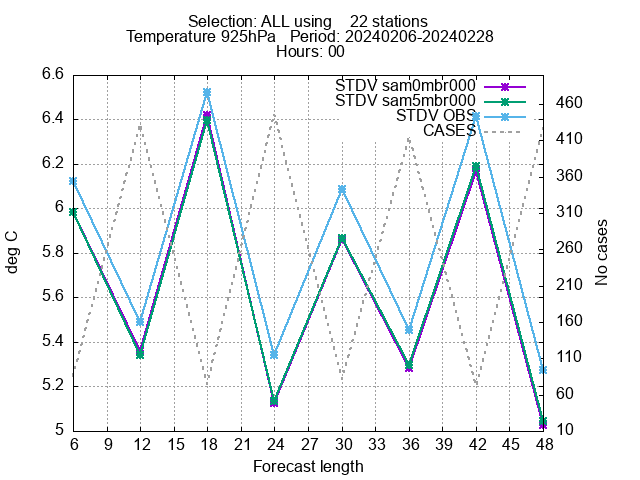 Selection: ALL using    22 stations
Temperature 925hPa   Period: 20240206-20240228
Hours: 00
STDV sam0mbr000
STDV sam5mbr000
STDV OBS
CASES
6.6
6.4
6.2
6
5.8
5.6
5.4
5.2
5
deg C
460
410
360
310
260
210
160
110
60
10
No cases
6 9 12 15 18 21 24 27 30 33 36 39 42 45 48
Forecast length